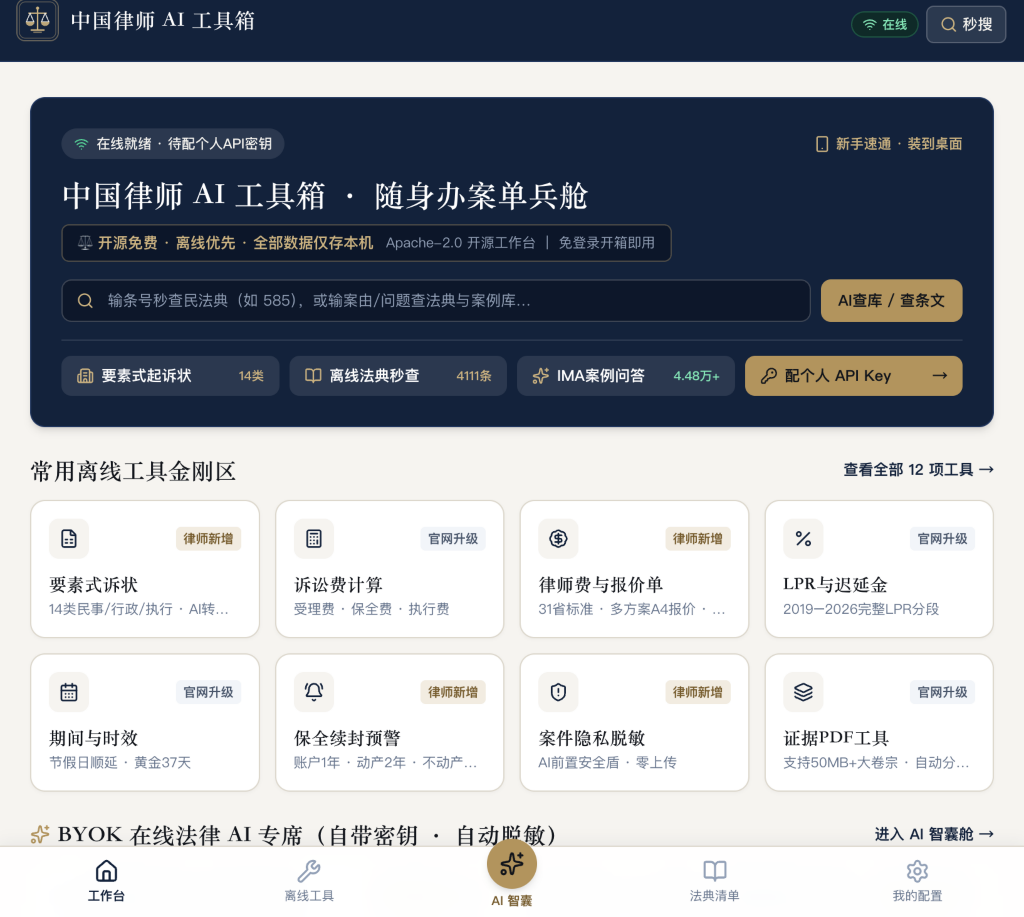 中国律师 AI 工具箱
在线
秒搜
在线就绪 · 待配个人API密钥
新手速通 · 装到桌面
中国律师 AI 工具箱 · 随身办案单兵舱
开源免费 · 离线优先 · 全部数据仅存本机 Apache-2.0 开源工作台 | 免登录开箱即用
输条号秒查民法典（如 585），或输案由/问题查法典与案例库...
AI查库 / 查条文
要素式起诉状 14类
离线法典秒查 4111条
IMA案例问答 4.48万+
配个人 API Key →
常用离线工具金刚区
查看全部 12 项工具 →
律师新增
要素式诉状
14类民事/行政/执行 · AI转...
官网升级
诉讼费计算
受理费 · 保全费 · 执行费
律师新增
律师费与报价单
31省标准 · 多方案A4报价 · ...
官网升级
LPR与迟延金
2019—2026完整LPR分段
官网升级
期间与时效
节假日顺延 · 黄金37天
律师新增
保全续封预警
账户1年 · 动产2年 · 不动产...
律师新增
案件隐私脱敏
AI前置安全盾 · 零上传
官网升级
证据PDF工具
支持50MB+大卷宗 · 自动分...
BYOK 在线法律 AI 专席（自带密钥 · 自动脱敏）
进入 AI 智囊舱 →
工作台
离线工具
AI 智囊
法典清单
我的配置